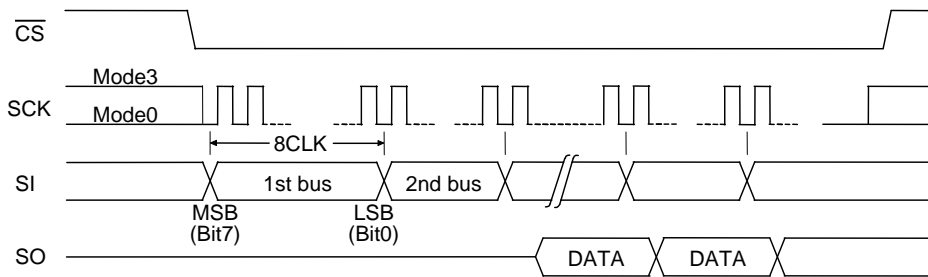 CS
Mode3
SCK
Mode0
8CLK
SI
1st bus
2nd bus
MSB
(Bit7)
LSB
(Bit0)
SO
DATA
DATA